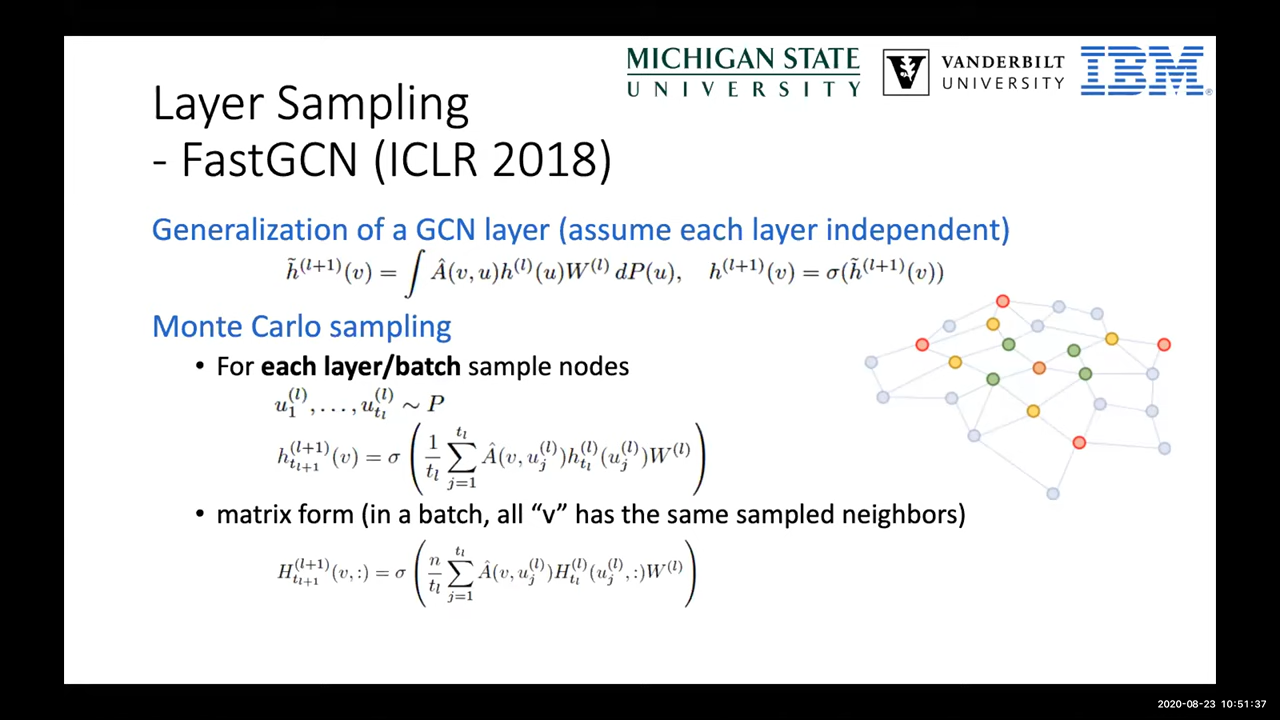 MICHIGAN STATE
UNIVERSITY
VANDERBILT
UNIVERSITY
IBM
Layer Sampling
- FastGCN (ICLR 2018)
Generalization of a GCN layer (assume each layer independent)
h̃^{(l+1)}(v) = ∫ Â(v, u)h^{(l)}(u)W^{(l)} dP(u),   h^{(l+1)}(v) = σ(h̃^{(l+1)}(v))
Monte Carlo sampling
• For each layer/batch sample nodes
u_1^{(l)}, . . . , u_{t_l}^{(l)} ∼ P
h_{t_{l+1}}^{(l+1)}(v) = σ ( \frac{1}{t_l} ∑_{j=1}^{t_l} Â(v, u_j^{(l)})h_{t_l}^{(l)}(u_j^{(l)})W^{(l)} )
• matrix form (in a batch, all “v” has the same sampled neighbors)
H_{t_{l+1}}^{(l+1)}(v, :) = σ ( \frac{n}{t_l} ∑_{j=1}^{t_l} Â(v, u_j^{(l)})H_{t_l}^{(l)}(u_j^{(l)}, :)W^{(l)} )
2020-08-23 10:51:37